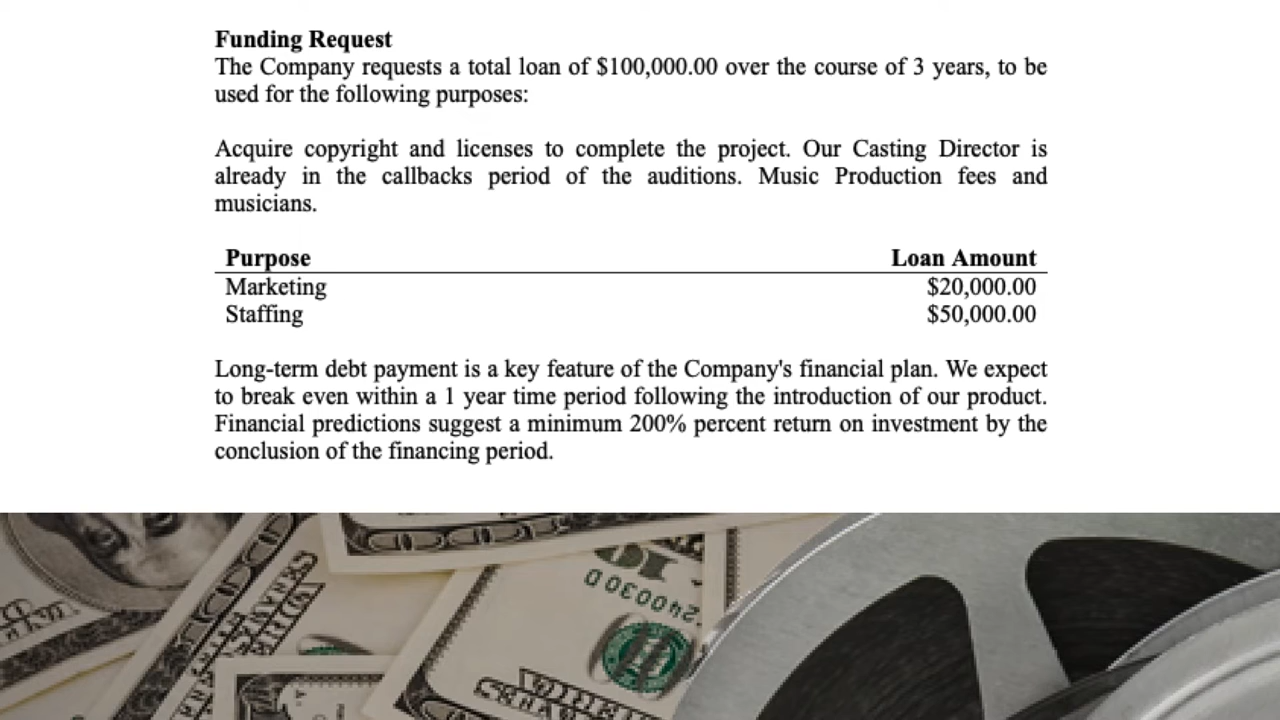 Funding Request
The Company requests a total loan of $100,000.00 over the course of 3 years, to be
used for the following purposes:
Acquire copyright and licenses to complete the project. Our Casting Director is
already in the callbacks period of the auditions. Music Production fees and
musicians.
Purpose Loan Amount
Marketing $20,000.00
Staffing $50,000.00
Long-term debt payment is a key feature of the Company's financial plan. We expect
to break even within a 1 year time period following the introduction of our product.
Financial predictions suggest a minimum 200% percent return on investment by the
conclusion of the financing period.